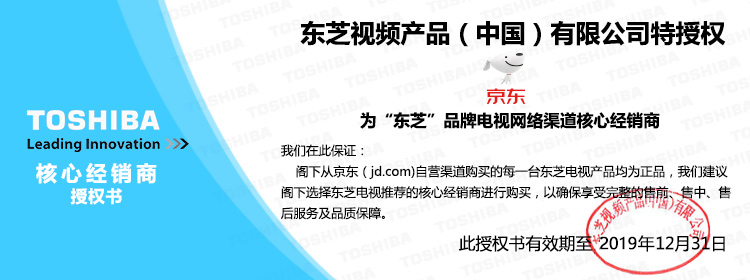 TOSHIBA
Leading Innovation
核心经销商
授权书
东芝视频产品（中国）有限公司特授权
京东
为“东芝”品牌电视网络渠道核心经销商
我们在此保证：
阁下从京东（jd.com)自营渠道购买的每一台东芝电视产品均为正品，我们建议
阁下选择东芝电视推荐的核心经销商进行购买，以确保享受完整的售前、售中、售
后服务及品质保障。
东芝视频产品(中国)有限公司
此授权书有效期至 2019年12月31日